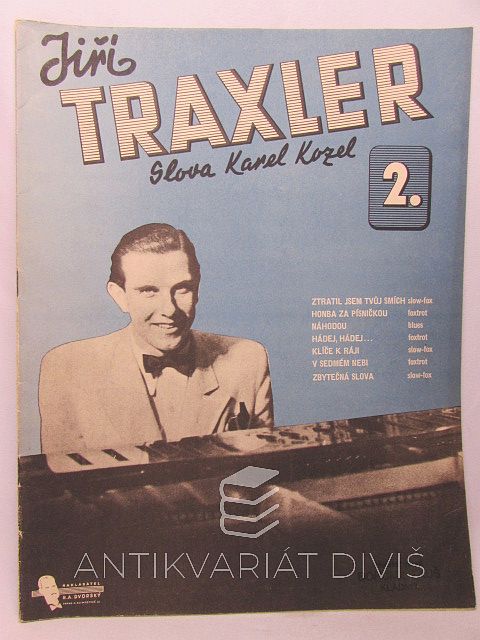 Jiří
TRAXLER
Slova Karel Kozel
2.
ZTRATIL JSEM TVŮJ SMÍCH slow-fox
HONBA ZA PÍSNIČKOU foxtrot
NÁHODOU blues
HÁDEJ, HÁDEJ... foxtrot
KLÍČE K RÁJI slow-fox
V SEDMÉM NEBI foxtrot
ZBYTEČNÁ SLOVA slow-fox
ANTIKVARIÁT DIVIŠ
NAKLADATEL
R.A. DVORSKÝ